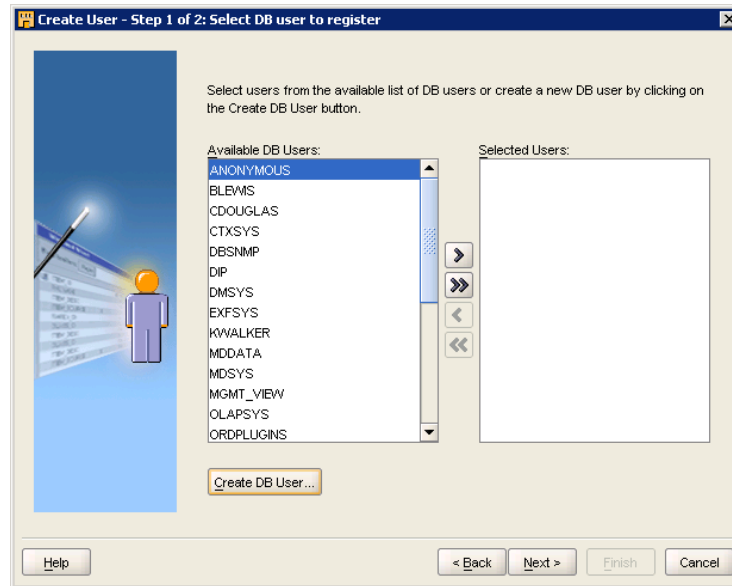 Create User - Step 1 of 2: Select DB user to register
Select users from the available list of DB users or create a new DB user by clicking on
the Create DB User button.
Available DB Users:
Selected Users:
ANONYMOUS
BLEWIS
CDOUGLAS
CTXSYS
DBSNMP
DIP
DMSYS
EXFSYS
KWALKER
MDDATA
MDSYS
MGMT_VIEW
OLAPSYS
ORDPLUGINS
Create DB User...
Help
< Back
Next >
Finish
Cancel